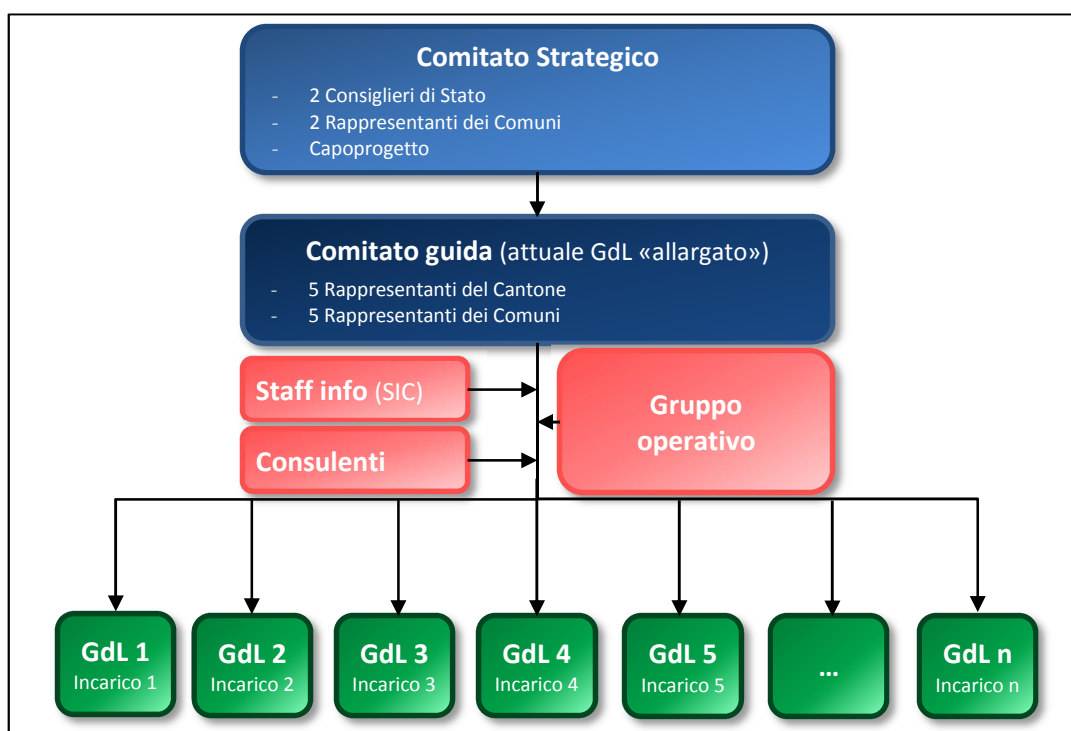 Comitato Strategico
- 2 Consiglieri di Stato
- 2 Rappresentanti dei Comuni
- Capoprogetto
Comitato guida (attuale GdL «allargato»)
- 5 Rappresentanti del Cantone
- 5 Rappresentanti dei Comuni
Staff info (SIC)
Consulenti
Gruppo
operativo
GdL 1
Incarico 1
GdL 2
Incarico 2
GdL 3
Incarico 3
GdL 4
Incarico 4
GdL 5
Incarico 5
...
GdL n
Incarico n